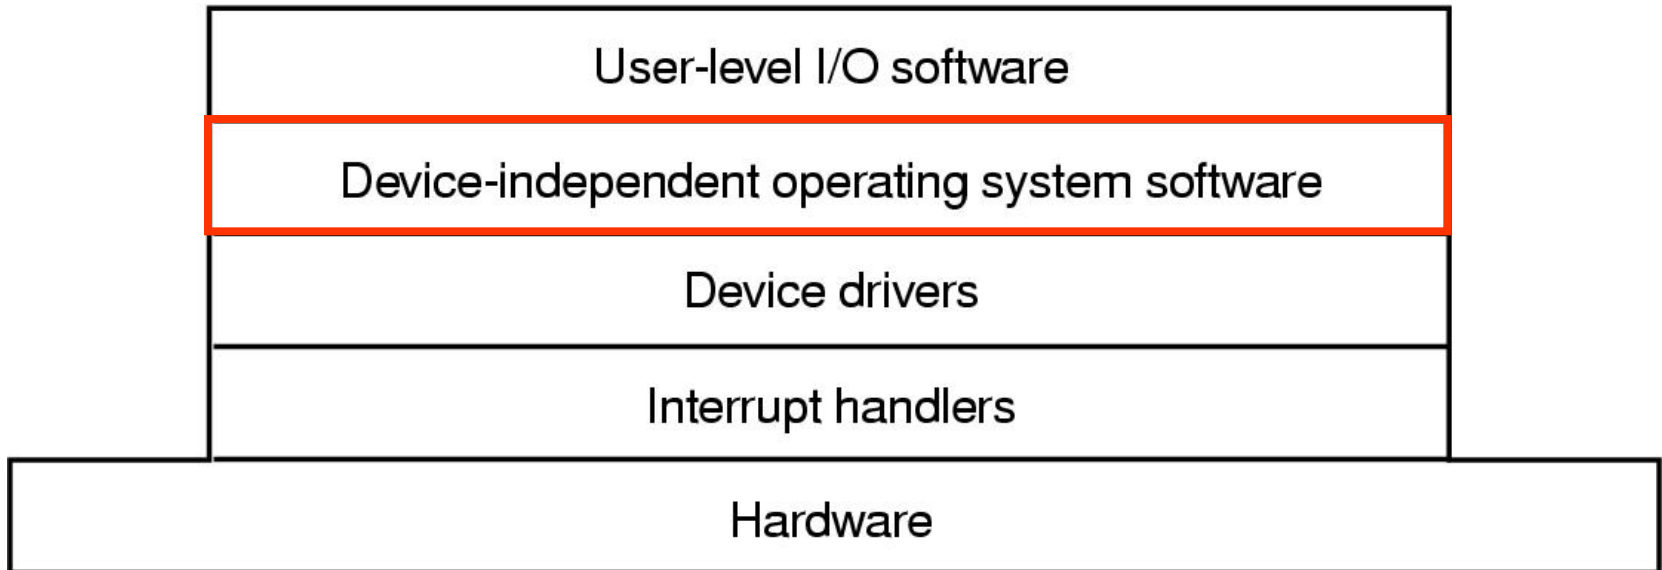 User-level I/O software
Device-independent operating system software
Device drivers
Interrupt handlers
Hardware